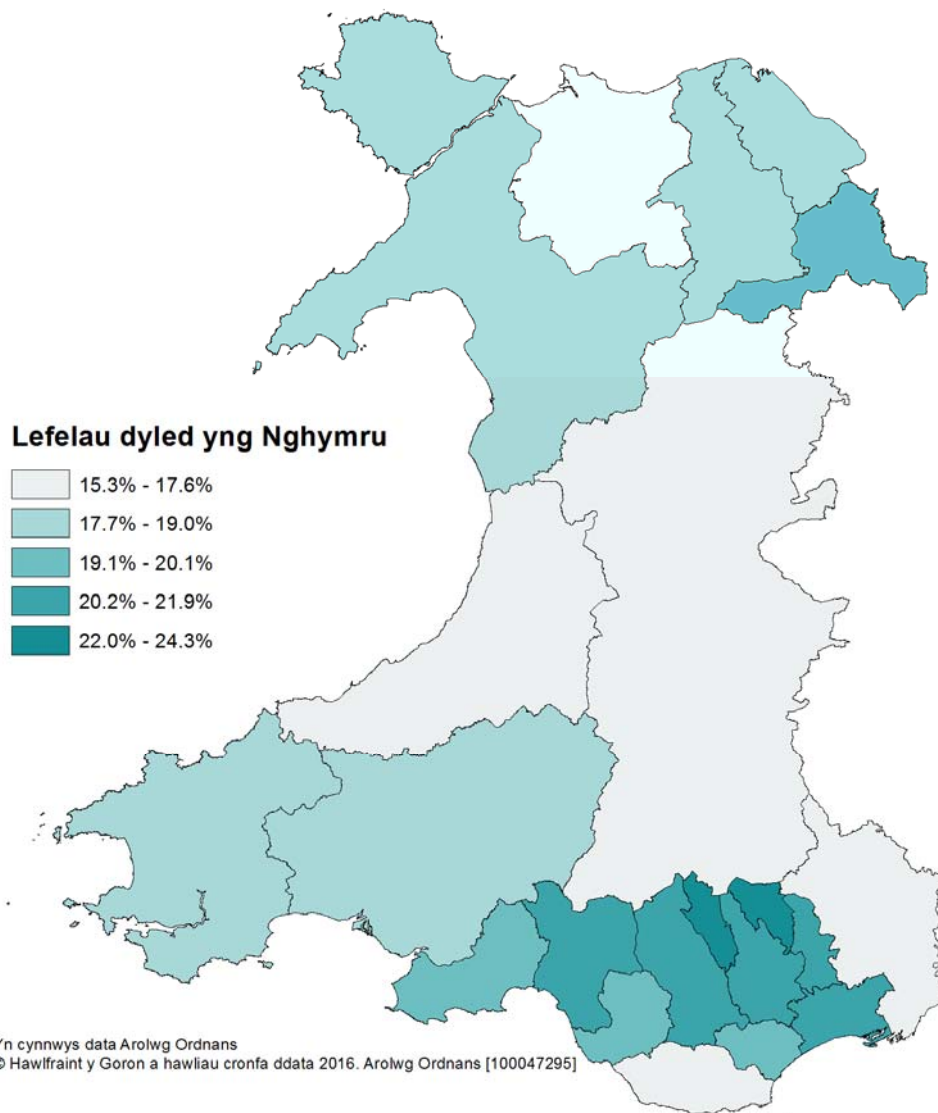 Lefelau dyled yng Nghymru
15.3% - 17.6%
17.7% - 19.0%
19.1% - 20.1%
20.2% - 21.9%
22.0% - 24.3%
Yn cynnwys data Arolwg Ordnans
© Hawlfraint y Goron a hawliau cronfa ddata 2016. Arolwg Ordnans [100047295]